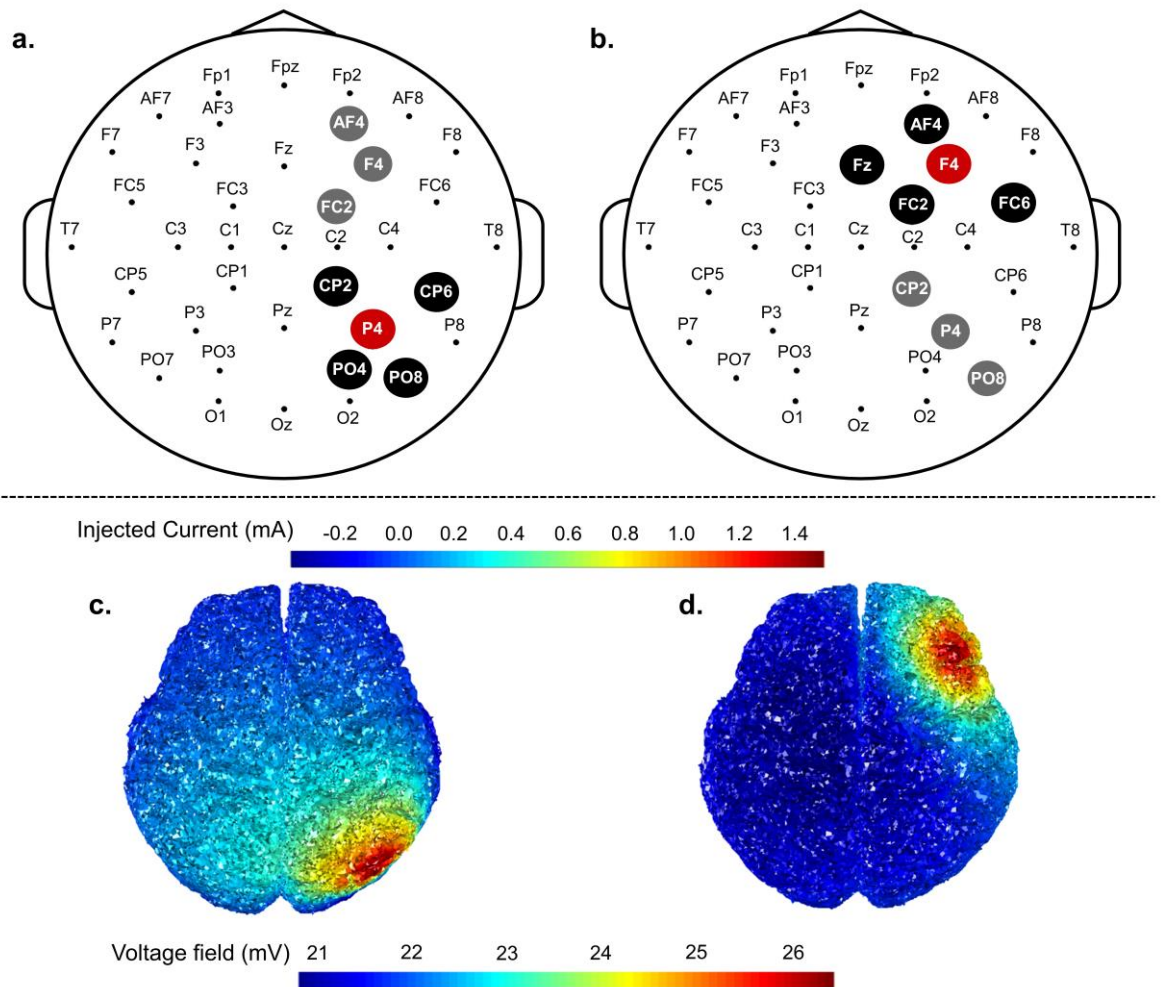 a.
Fp1 Fpz Fp2
AF7 AF3 AF4 AF8
F7 F3 Fz F4 F8
FC5 FC3 FC2 FC6
T7 C3 C1 Cz C2 C4 T8
CP5 CP1 CP2 CP6
P7 P3 Pz P4 P8
PO7 PO3 PO4 PO8
O1 Oz O2
b.
Fp1 Fpz Fp2
AF7 AF3 AF4 AF8
F7 F3 Fz F4 F8
FC5 FC3 FC2 FC6
T7 C3 C1 Cz C2 C4 T8
CP5 CP1 CP2 CP6
P7 P3 Pz P4 P8
PO7 PO3 PO4 PO8
O1 Oz O2
Injected Current (mA) -0.2 0.0 0.2 0.4 0.6 0.8 1.0 1.2 1.4
c.
d.
Voltage field (mV) 21 22 23 24 25 26